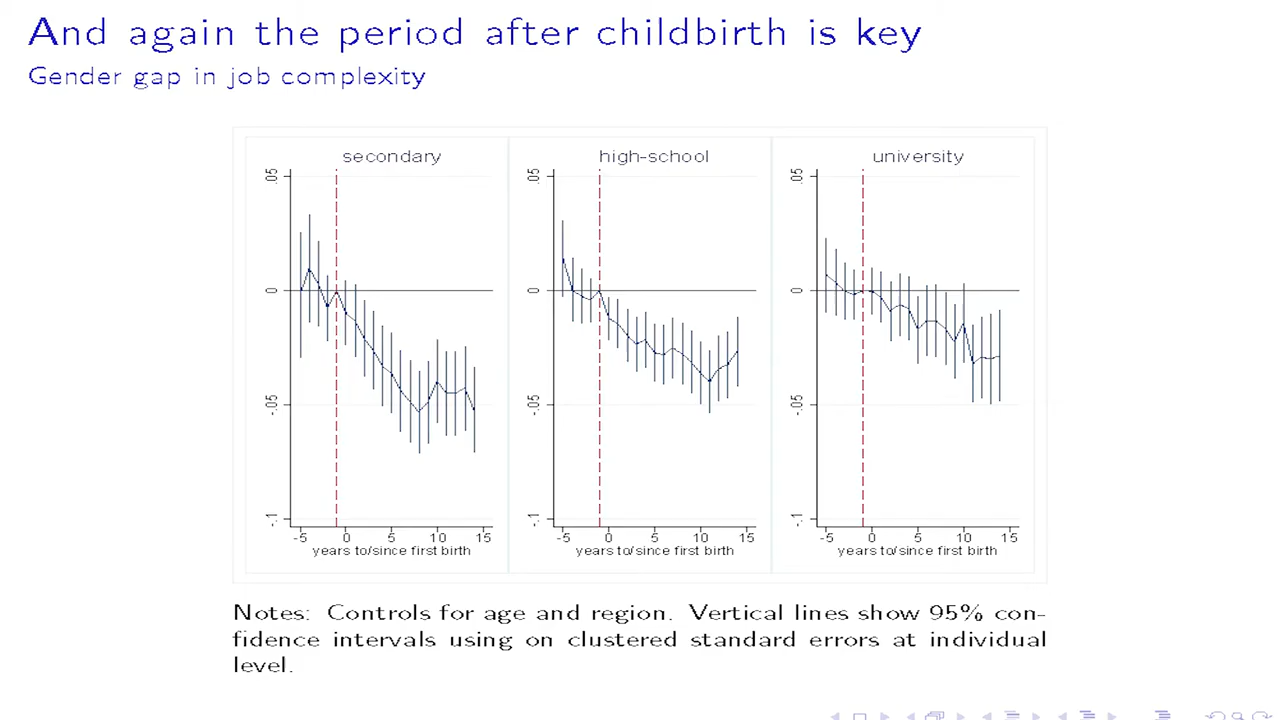 And again the period after childbirth is key
Gender gap in job complexity
secondary
high-school
university
.05
0
-.05
-.1
-5 0 5 10 15
years to/since first birth
.05
0
-.05
-.1
-5 0 5 10 15
years to/since first birth
.05
0
-.05
-.1
-5 0 5 10 15
years to/since first birth
Notes: Controls for age and region. Vertical lines show 95% con-
fidence intervals using on clustered standard errors at individual
level.